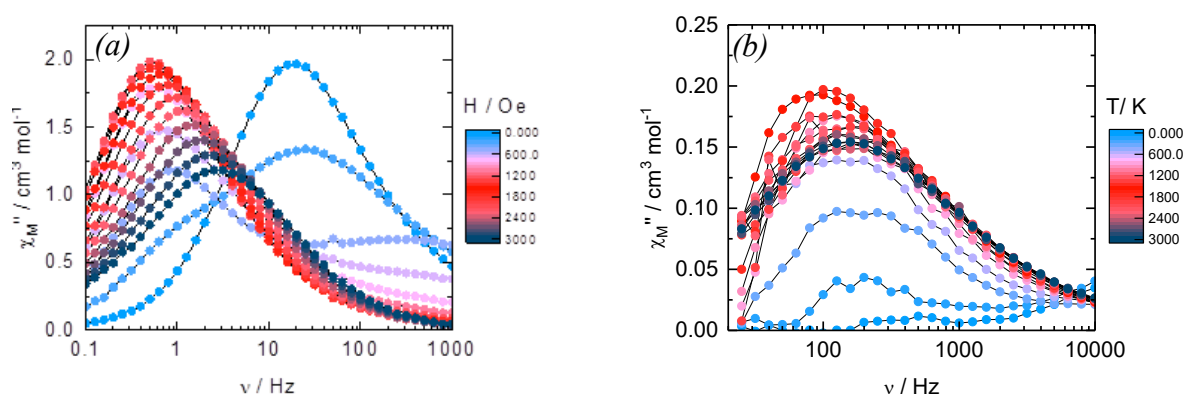 (a)
2.0
1.5
1.0
0.5
0.0
χM'' / cm³ mol⁻¹
0.1 1 10 100 1000
ν / Hz
H / Oe
0.000
600.0
1200
1800
2400
3000
(b)
0.25
0.20
0.15
0.10
0.05
0.00
χM'' / cm³ mol⁻¹
100 1000 10000
ν / Hz
T/ K
0.000
600.0
1200
1800
2400
3000